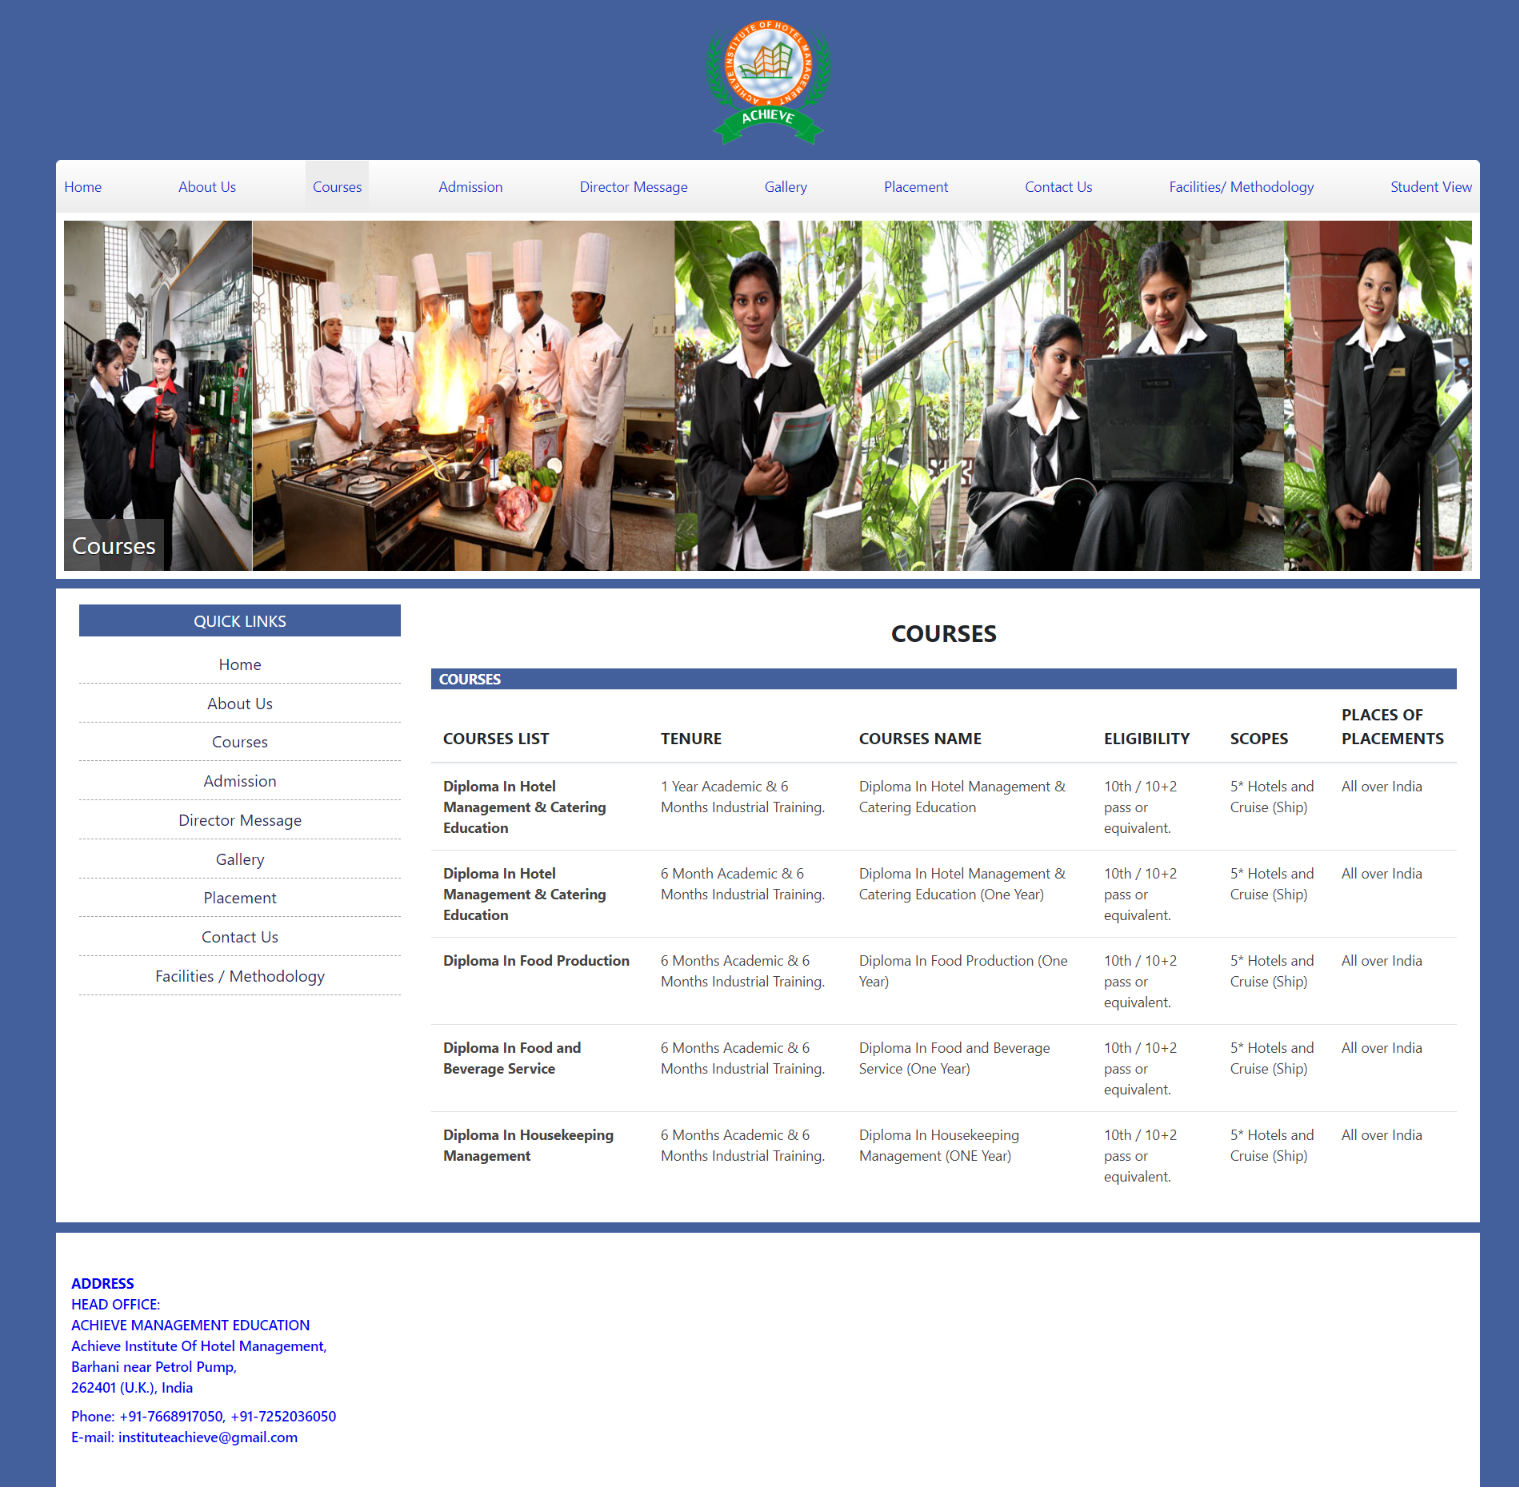 ACHIEVE INSTITUTE OF HOTEL MANAGEMENT
ACHIEVE
Home
About Us
Courses
Admission
Director Message
Gallery
Placement
Contact Us
Facilities/ Methodology
Student View
Courses
QUICK LINKS
Home
About Us
Courses
Admission
Director Message
Gallery
Placement
Contact Us
Facilities / Methodology
COURSES
COURSES
COURSES LIST
TENURE
COURSES NAME
ELIGIBILITY
SCOPES
PLACES OF
PLACEMENTS
Diploma In Hotel
Management & Catering
Education
1 Year Academic & 6
Months Industrial Training.
Diploma In Hotel Management &
Catering Education
10th / 10+2
pass or
equivalent.
5* Hotels and
Cruise (Ship)
All over India
Diploma In Hotel
Management & Catering
Education
6 Month Academic & 6
Months Industrial Training.
Diploma In Hotel Management &
Catering Education (One Year)
10th / 10+2
pass or
equivalent.
5* Hotels and
Cruise (Ship)
All over India
Diploma In Food Production
6 Months Academic & 6
Months Industrial Training.
Diploma In Food Production (One
Year)
10th / 10+2
pass or
equivalent.
5* Hotels and
Cruise (Ship)
All over India
Diploma In Food and
Beverage Service
6 Months Academic & 6
Months Industrial Training.
Diploma In Food and Beverage
Service (One Year)
10th / 10+2
pass or
equivalent.
5* Hotels and
Cruise (Ship)
All over India
Diploma In Housekeeping
Management
6 Months Academic & 6
Months Industrial Training.
Diploma In Housekeeping
Management (ONE Year)
10th / 10+2
pass or
equivalent.
5* Hotels and
Cruise (Ship)
All over India
ADDRESS
HEAD OFFICE:
ACHIEVE MANAGEMENT EDUCATION
Achieve Institute Of Hotel Management,
Barhani near Petrol Pump,
262401 (U.K.), India
Phone: +91-7668917050, +91-7252036050
E-mail: instituteachieve@gmail.com